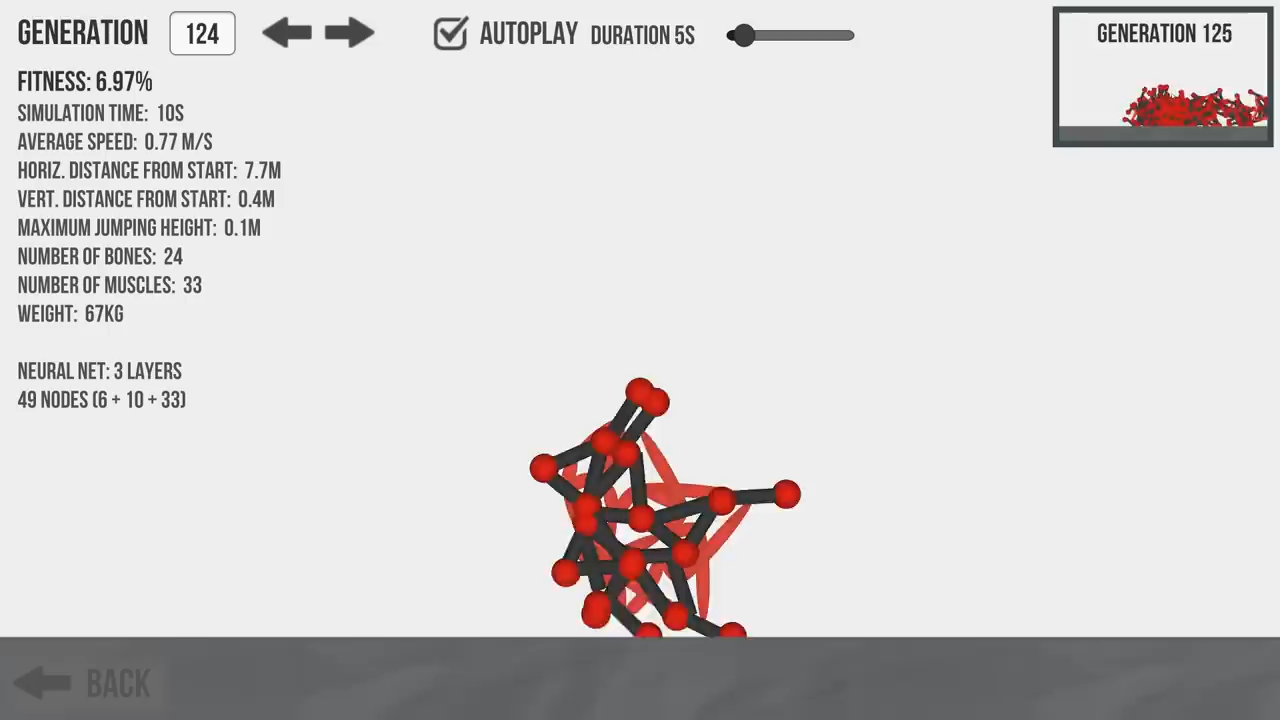 GENERATION 124
AUTOPLAY DURATION 5S
GENERATION 125
FITNESS: 6.97%
SIMULATION TIME: 10S
AVERAGE SPEED: 0.77 M/S
HORIZ. DISTANCE FROM START: 7.7M
VERT. DISTANCE FROM START: 0.4M
MAXIMUM JUMPING HEIGHT: 0.1M
NUMBER OF BONES: 24
NUMBER OF MUSCLES: 33
WEIGHT: 67KG
NEURAL NET: 3 LAYERS
49 NODES (6 + 10 + 33)
BACK